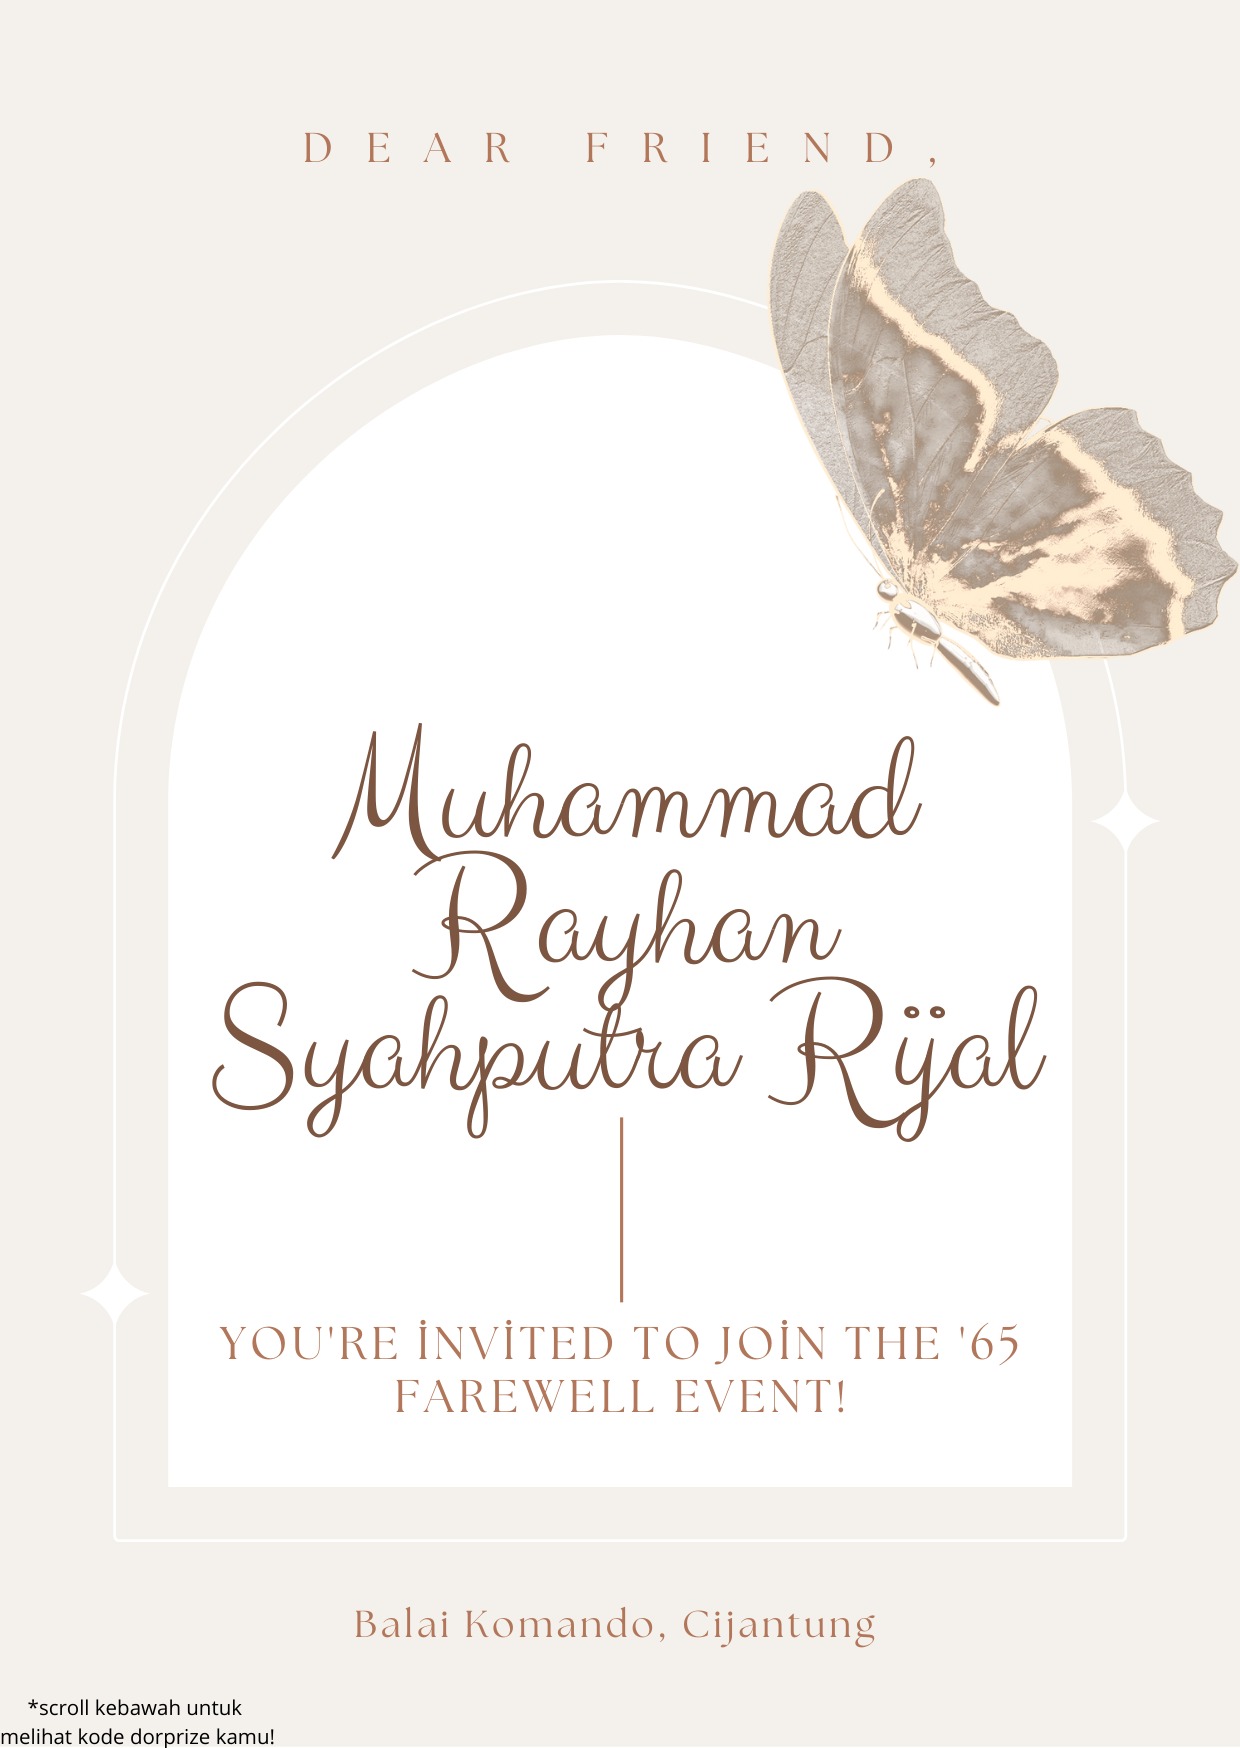 DEAR FRIEND,
Muhammad
Rayhan
Syahputra Rijal
YOU'RE İNVİTED TO JOİN THE '65
FAREWELL EVENT!
Balai Komando, Cijantung
*scroll kebawah untuk
melihat kode dorprize kamu!